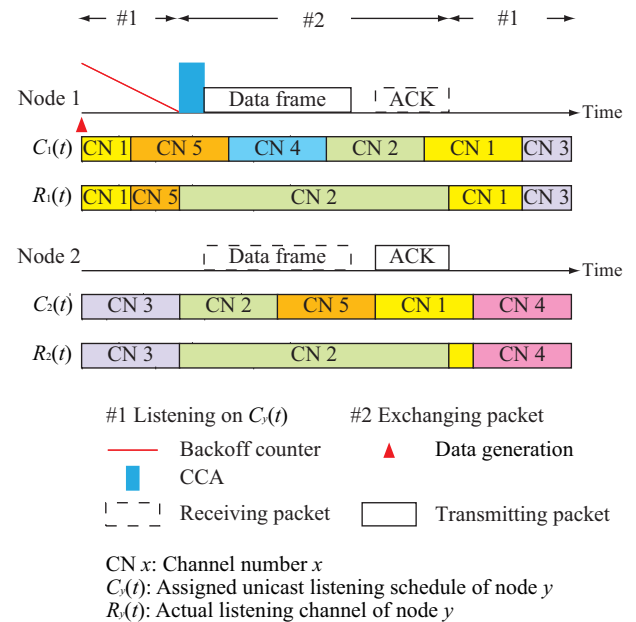 #1 #2 #1
Node 1 Data frame ACK Time
C₁(t) CN 1 CN 5 CN 4 CN 2 CN 1 CN 3
R₁(t) CN 1 CN 5 CN 2 CN 1 CN 3
Node 2 Data frame ACK Time
C₂(t) CN 3 CN 2 CN 5 CN 1 CN 4
R₂(t) CN 3 CN 2 CN 4
#1 Listening on Cᵧ(t) #2 Exchanging packet
Backoff counter Data generation
CCA
Receiving packet Transmitting packet
CN x: Channel number x
Cᵧ(t): Assigned unicast listening schedule of node y
Rᵧ(t): Actual listening channel of node y